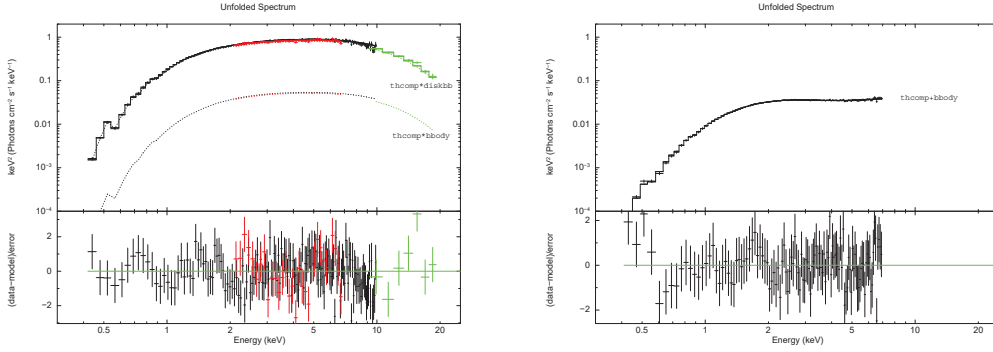 Unfolded Spectrum
keV² (Photons cm⁻² s⁻¹ keV⁻¹)
1
0.1
0.01
10⁻³
10⁻⁴
thcomp*diskbb
thcomp*bbody
(data−model)/error
2
0
−2
0.5
1
2
5
10
20
Energy (keV)
Unfolded Spectrum
keV² (Photons cm⁻² s⁻¹ keV⁻¹)
1
0.1
0.01
10⁻³
10⁻⁴
thcomp+bbody
(data−model)/error
2
0
−2
0.5
1
2
5
10
20
Energy (keV)